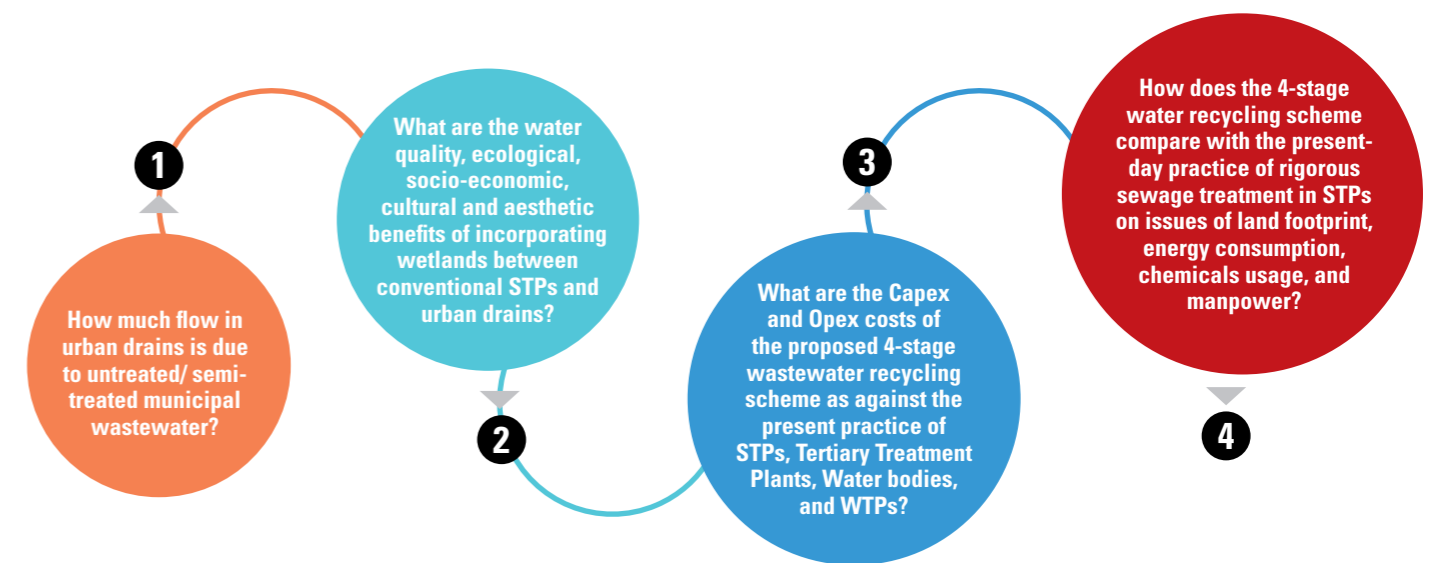 1
How much flow in
urban drains is due
to untreated/ semi-
treated municipal
wastewater?
What are the water
quality, ecological,
socio-economic,
cultural and aesthetic
benefits of incorporating
wetlands between
conventional STPs and
urban drains?
2
3
What are the Capex
and Opex costs of
the proposed 4-stage
wastewater recycling
scheme as against the
present practice of
STPs, Tertiary Treatment
Plants, Water bodies,
and WTPs?
How does the 4-stage
water recycling scheme
compare with the present-
day practice of rigorous
sewage treatment in STPs
on issues of land footprint,
energy consumption,
chemicals usage, and
manpower?
4